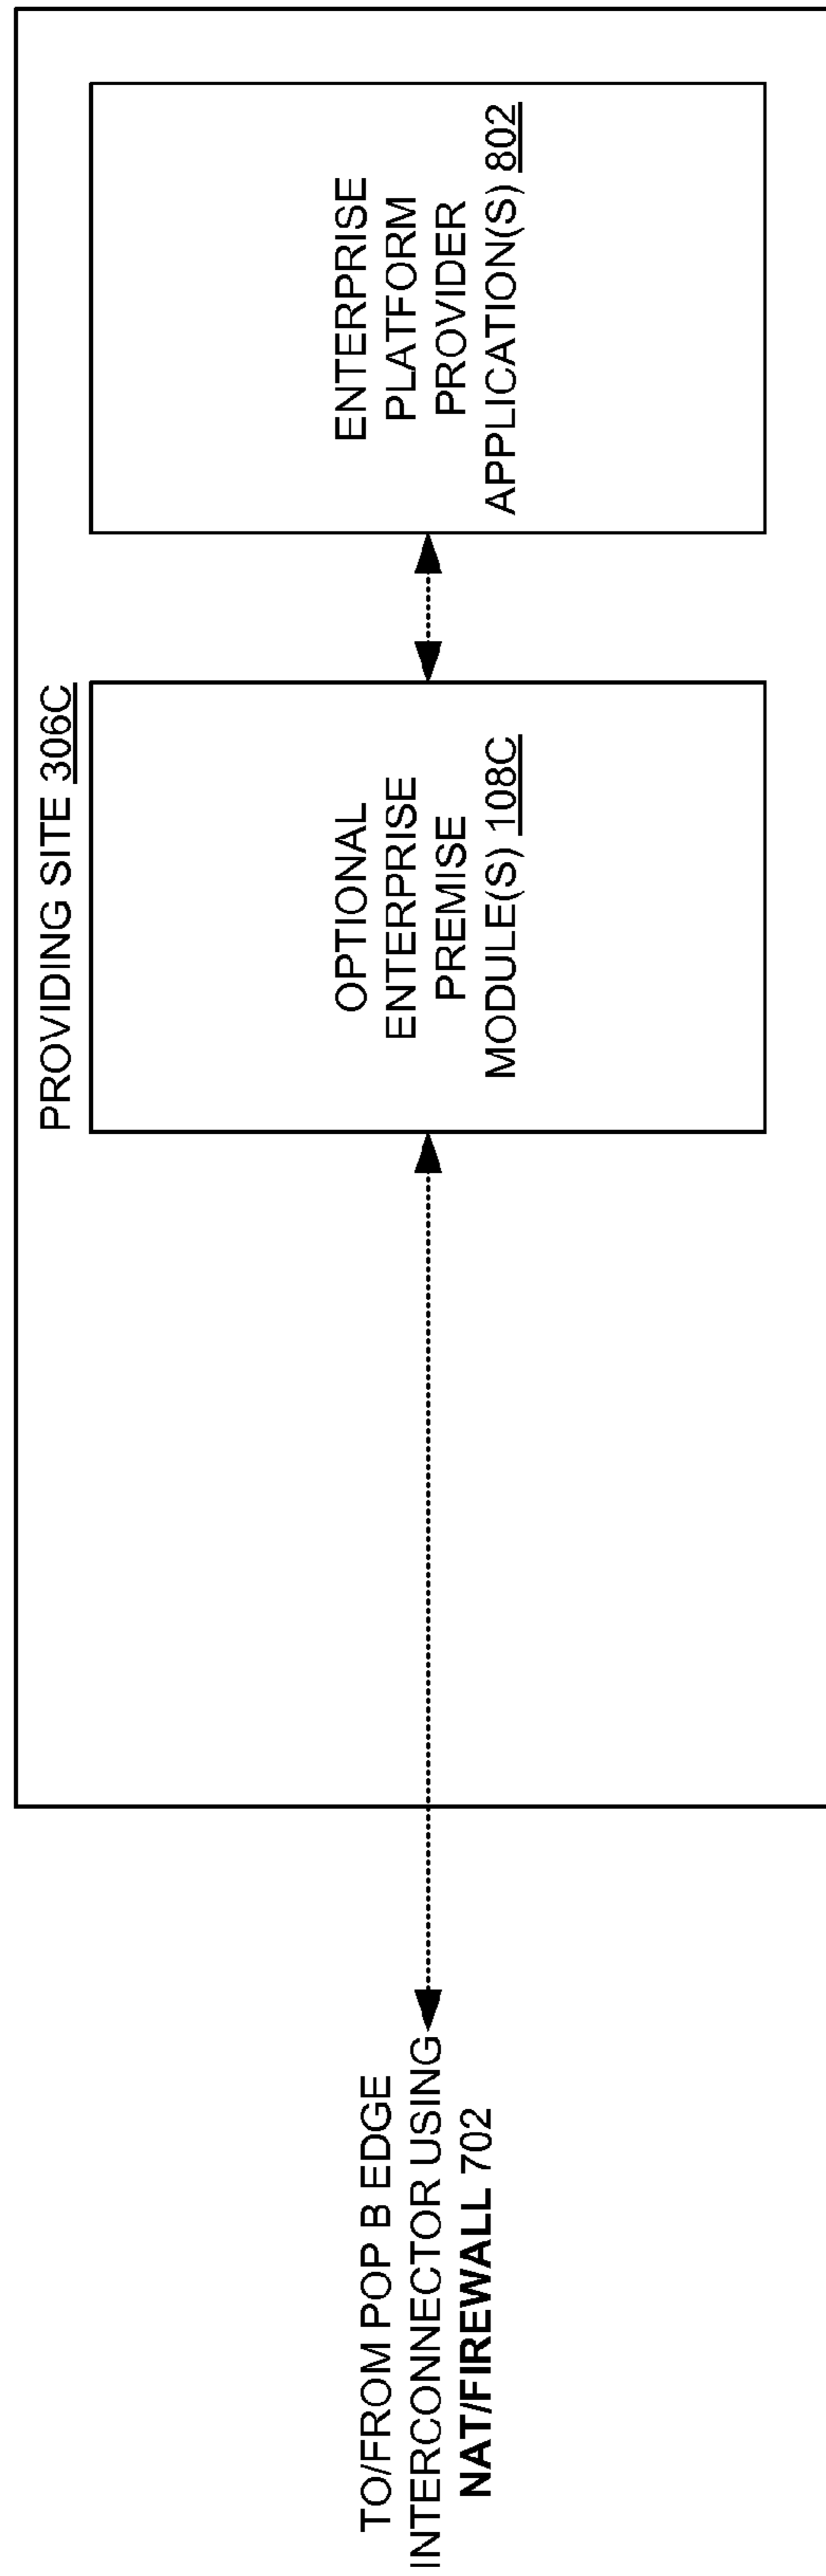 PROVIDING SITE 306C
TO/FROM POP B EDGE
INTERCONNECTOR USING
NAT/FIREWALL 702
OPTIONAL
ENTERPRISE
PREMISE
MODULE(S) 108C
ENTERPRISE
PLATFORM
PROVIDER
APPLICATION(S) 802